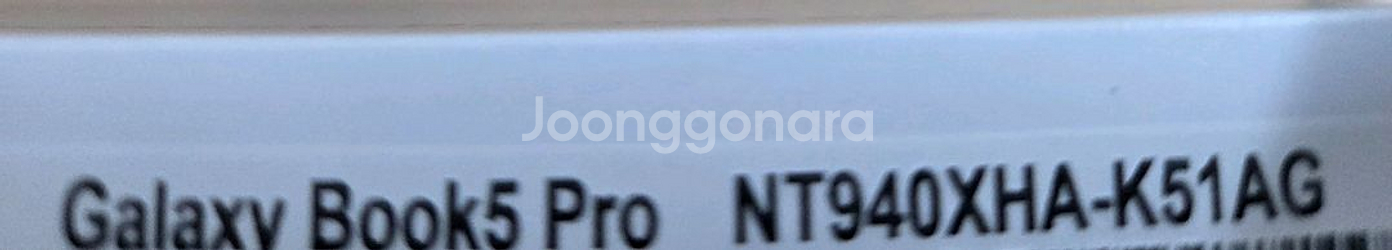 Joonggonara
Galaxy Book5 Pro NT940XHA-K51AG